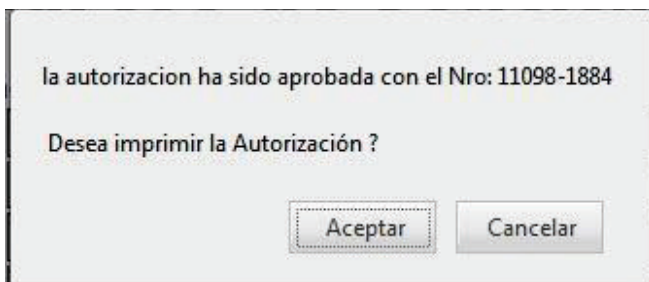 la autorizacion ha sido aprobada con el Nro: 11098-1884
Desea imprimir la Autorización ?
Aceptar Cancelar